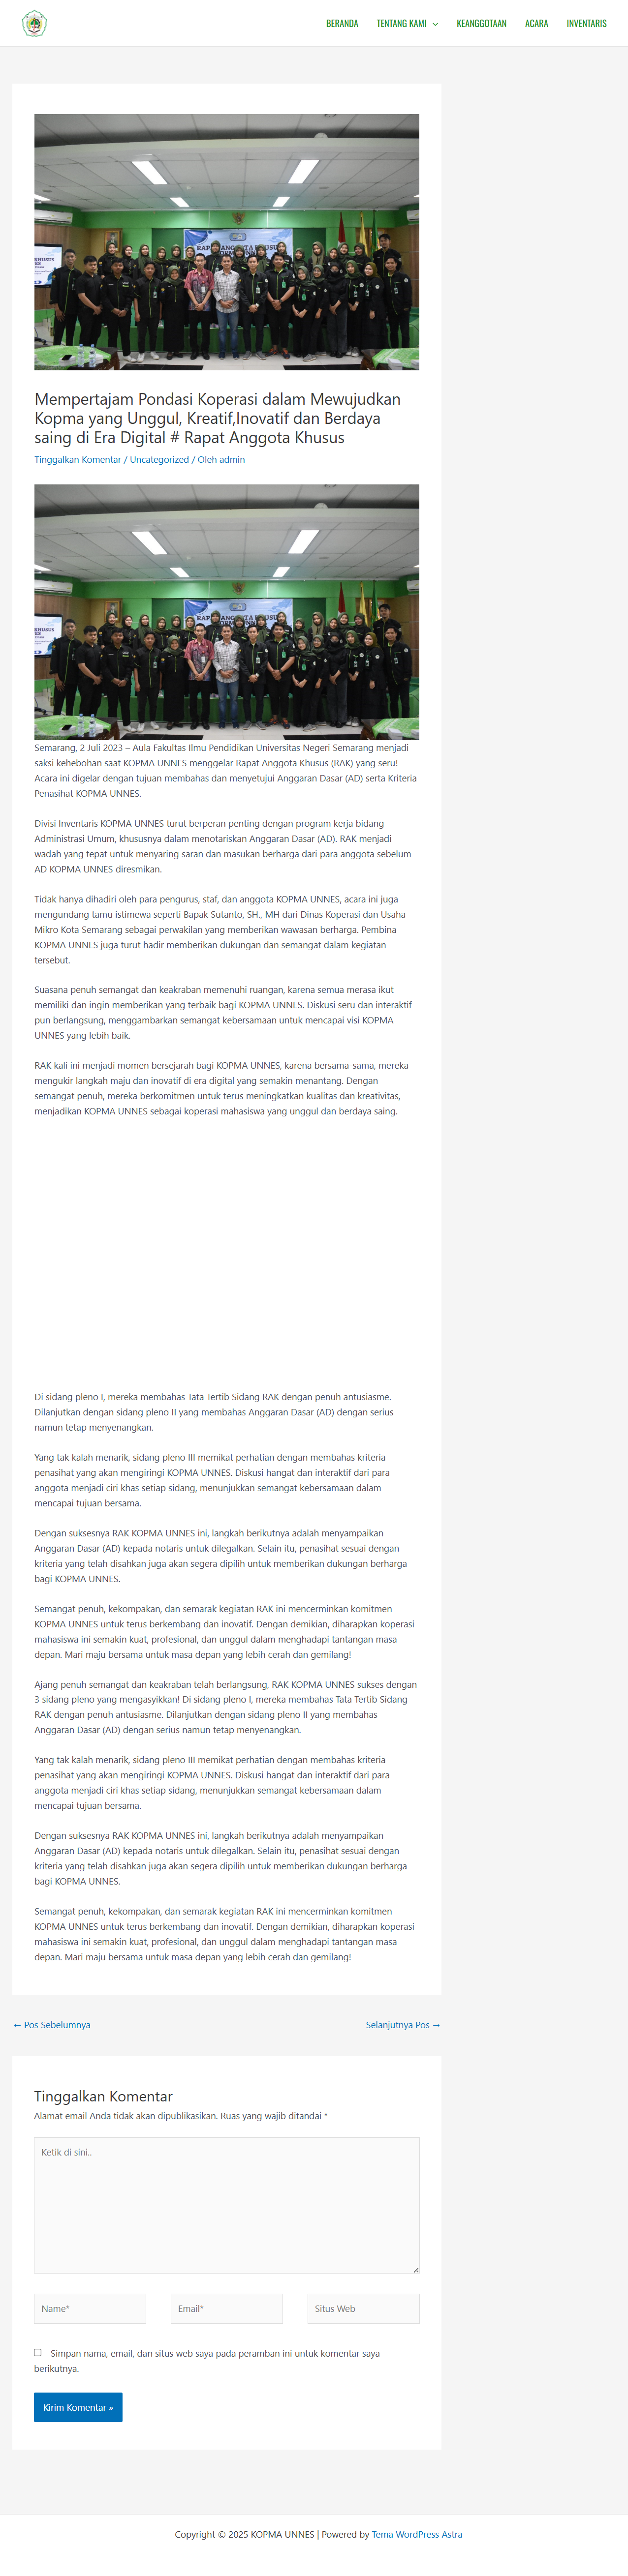 BERANDA TENTANG KAMI KEANGGOTAAN ACARA INVENTARIS
Mempertajam Pondasi Koperasi dalam Mewujudkan
Kopma yang Unggul, Kreatif,Inovatif dan Berdaya
saing di Era Digital # Rapat Anggota Khusus
Tinggalkan Komentar / Uncategorized / Oleh admin
Semarang, 2 Juli 2023 – Aula Fakultas Ilmu Pendidikan Universitas Negeri Semarang menjadi
saksi kehebohan saat KOPMA UNNES menggelar Rapat Anggota Khusus (RAK) yang seru!
Acara ini digelar dengan tujuan membahas dan menyetujui Anggaran Dasar (AD) serta Kriteria
Penasihat KOPMA UNNES.
Divisi Inventaris KOPMA UNNES turut berperan penting dengan program kerja bidang
Administrasi Umum, khususnya dalam menotariskan Anggaran Dasar (AD). RAK menjadi
wadah yang tepat untuk menyaring saran dan masukan berharga dari para anggota sebelum
AD KOPMA UNNES diresmikan.
Tidak hanya dihadiri oleh para pengurus, staf, dan anggota KOPMA UNNES, acara ini juga
mengundang tamu istimewa seperti Bapak Sutanto, SH., MH dari Dinas Koperasi dan Usaha
Mikro Kota Semarang sebagai perwakilan yang memberikan wawasan berharga. Pembina
KOPMA UNNES juga turut hadir memberikan dukungan dan semangat dalam kegiatan
tersebut.
Suasana penuh semangat dan keakraban memenuhi ruangan, karena semua merasa ikut
memiliki dan ingin memberikan yang terbaik bagi KOPMA UNNES. Diskusi seru dan interaktif
pun berlangsung, menggambarkan semangat kebersamaan untuk mencapai visi KOPMA
UNNES yang lebih baik.
RAK kali ini menjadi momen bersejarah bagi KOPMA UNNES, karena bersama-sama, mereka
mengukir langkah maju dan inovatif di era digital yang semakin menantang. Dengan
semangat penuh, mereka berkomitmen untuk terus meningkatkan kualitas dan kreativitas,
menjadikan KOPMA UNNES sebagai koperasi mahasiswa yang unggul dan berdaya saing.
Di sidang pleno I, mereka membahas Tata Tertib Sidang RAK dengan penuh antusiasme.
Dilanjutkan dengan sidang pleno II yang membahas Anggaran Dasar (AD) dengan serius
namun tetap menyenangkan.
Yang tak kalah menarik, sidang pleno III memikat perhatian dengan membahas kriteria
penasihat yang akan mengiringi KOPMA UNNES. Diskusi hangat dan interaktif dari para
anggota menjadi ciri khas setiap sidang, menunjukkan semangat kebersamaan dalam
mencapai tujuan bersama.
Dengan suksesnya RAK KOPMA UNNES ini, langkah berikutnya adalah menyampaikan
Anggaran Dasar (AD) kepada notaris untuk dilegalkan. Selain itu, penasihat sesuai dengan
kriteria yang telah disahkan juga akan segera dipilih untuk memberikan dukungan berharga
bagi KOPMA UNNES.
Semangat penuh, kekompakan, dan semarak kegiatan RAK ini mencerminkan komitmen
KOPMA UNNES untuk terus berkembang dan inovatif. Dengan demikian, diharapkan koperasi
mahasiswa ini semakin kuat, profesional, dan unggul dalam menghadapi tantangan masa
depan. Mari maju bersama untuk masa depan yang lebih cerah dan gemilang!
Ajang penuh semangat dan keakraban telah berlangsung, RAK KOPMA UNNES sukses dengan
3 sidang pleno yang mengasyikkan! Di sidang pleno I, mereka membahas Tata Tertib Sidang
RAK dengan penuh antusiasme. Dilanjutkan dengan sidang pleno II yang membahas
Anggaran Dasar (AD) dengan serius namun tetap menyenangkan.
Yang tak kalah menarik, sidang pleno III memikat perhatian dengan membahas kriteria
penasihat yang akan mengiringi KOPMA UNNES. Diskusi hangat dan interaktif dari para
anggota menjadi ciri khas setiap sidang, menunjukkan semangat kebersamaan dalam
mencapai tujuan bersama.
Dengan suksesnya RAK KOPMA UNNES ini, langkah berikutnya adalah menyampaikan
Anggaran Dasar (AD) kepada notaris untuk dilegalkan. Selain itu, penasihat sesuai dengan
kriteria yang telah disahkan juga akan segera dipilih untuk memberikan dukungan berharga
bagi KOPMA UNNES.
Semangat penuh, kekompakan, dan semarak kegiatan RAK ini mencerminkan komitmen
KOPMA UNNES untuk terus berkembang dan inovatif. Dengan demikian, diharapkan koperasi
mahasiswa ini semakin kuat, profesional, dan unggul dalam menghadapi tantangan masa
depan. Mari maju bersama untuk masa depan yang lebih cerah dan gemilang!
← Pos Sebelumnya Selanjutnya Pos →
Tinggalkan Komentar
Alamat email Anda tidak akan dipublikasikan. Ruas yang wajib ditandai *
Ketik di sini..
Name* Email* Situs Web
Simpan nama, email, dan situs web saya pada peramban ini untuk komentar saya
berikutnya.
Kirim Komentar »
Copyright © 2025 KOPMA UNNES | Powered by Tema WordPress Astra